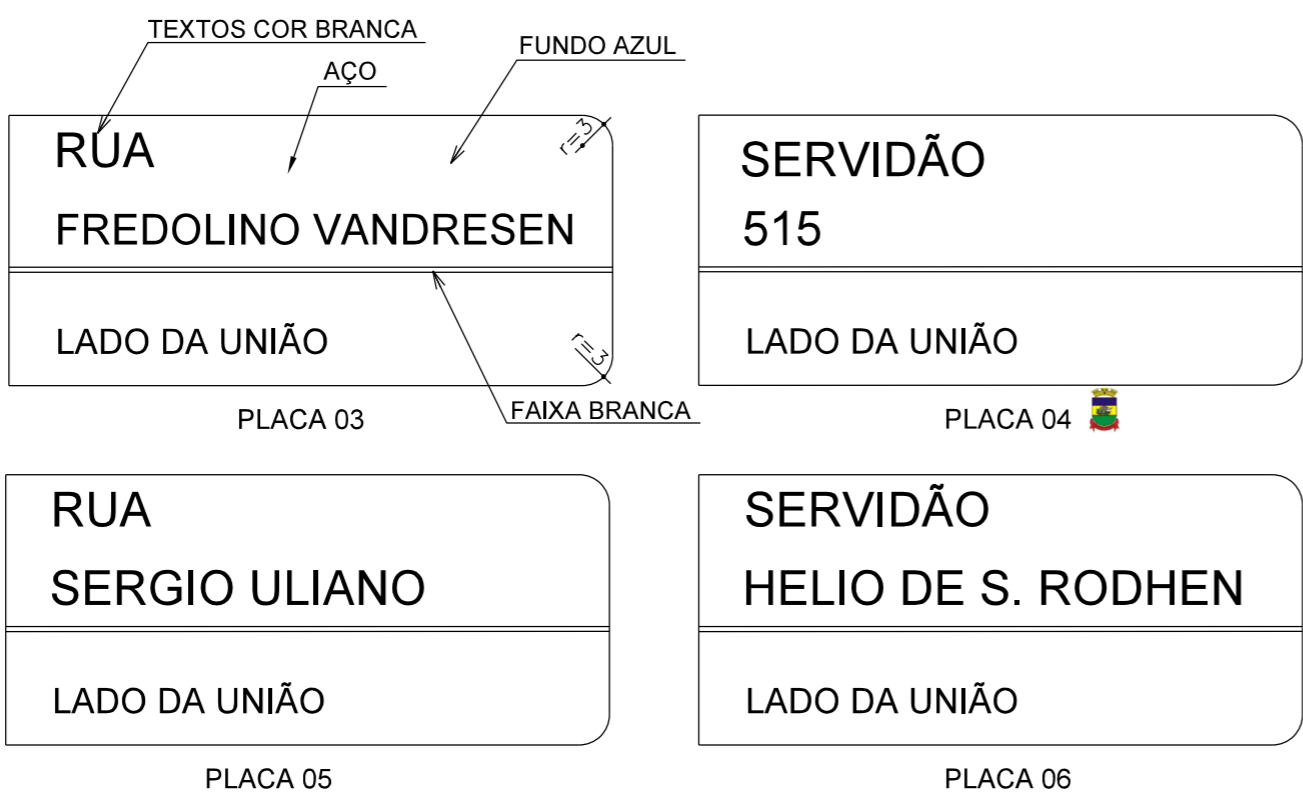 TEXTOS COR BRANCA
FUNDO AZUL
AÇO
RUA
r=3
FREDOLINO VANDRESEN
LADO DA UNIÃO
r=3
PLACA 03
FAIXA BRANCA
SERVIDÃO
515
LADO DA UNIÃO
PLACA 04
RUA
SERGIO ULIANO
LADO DA UNIÃO
PLACA 05
SERVIDÃO
HELIO DE S. RODHEN
LADO DA UNIÃO
PLACA 06